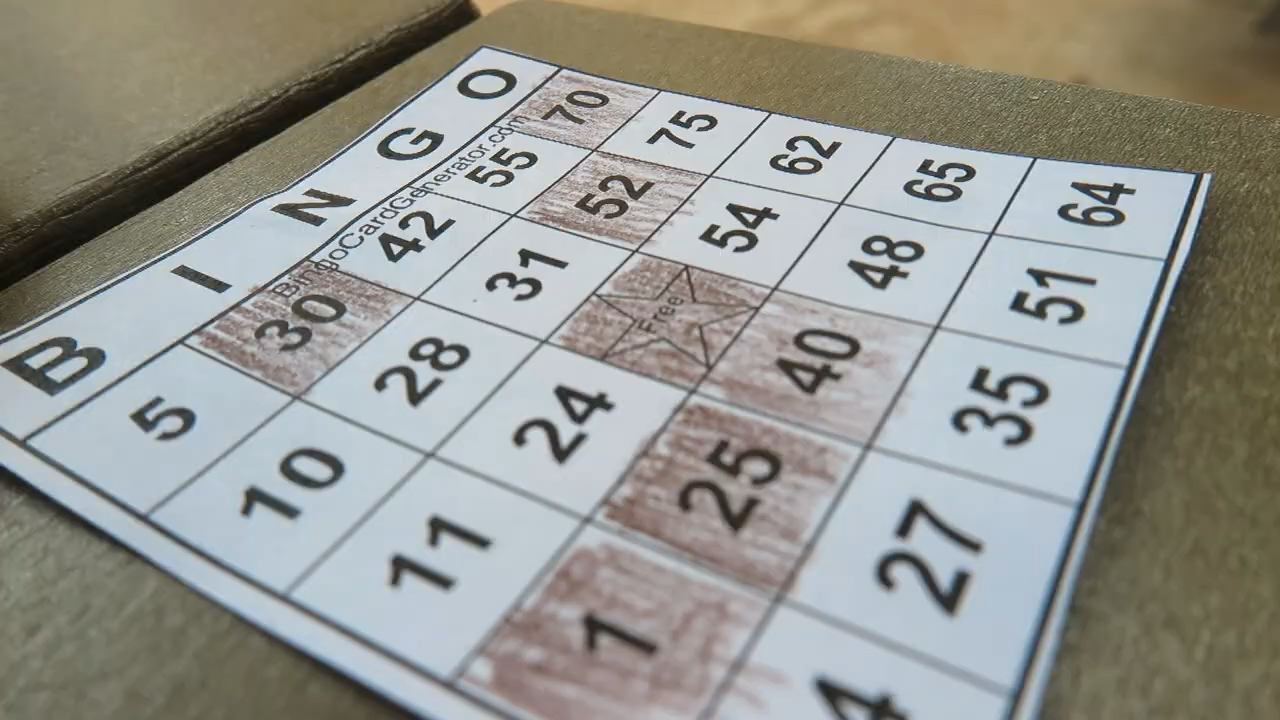 B I N G O
BingoCardGenerator.com
5 30 42 55 70
10 28 31 52 75
11 24 Free 54 62
1 25 40 48 65
4 27 35 51 64